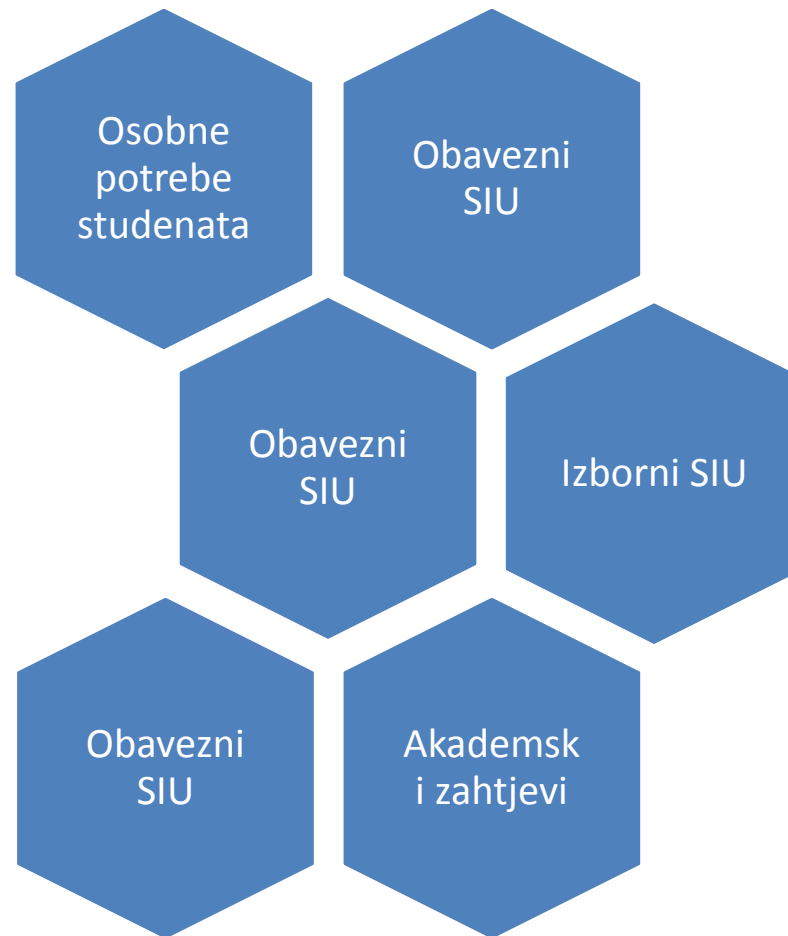 Osobne
potrebe
studenata
Obavezni
SIU
Obavezni
SIU
Izborni SIU
Obavezni
SIU
Akademsk
i zahtjevi